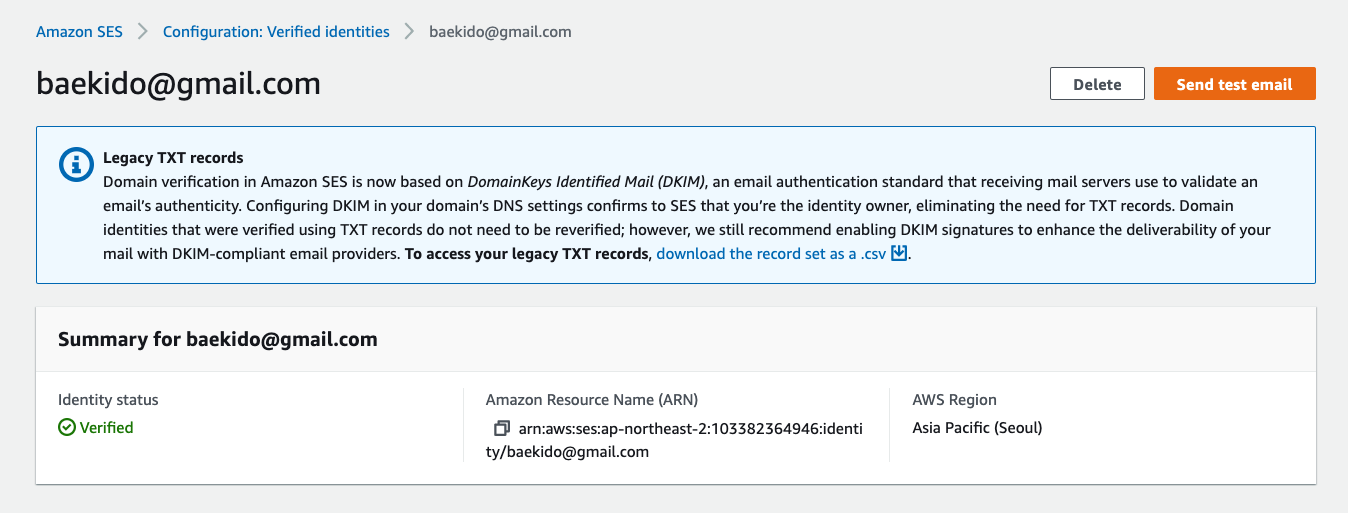 Amazon SES > Configuration: Verified identities > baekido@gmail.com
baekido@gmail.com
Delete
Send test email
Legacy TXT records
Domain verification in Amazon SES is now based on DomainKeys Identified Mail (DKIM), an email authentication standard that receiving mail servers use to validate an
email's authenticity. Configuring DKIM in your domain's DNS settings confirms to SES that you're the identity owner, eliminating the need for TXT records. Domain
identities that were verified using TXT records do not need to be reverified; however, we still recommend enabling DKIM signatures to enhance the deliverability of your
mail with DKIM-compliant email providers. To access your legacy TXT records, download the record set as a .csv.
Summary for baekido@gmail.com
Identity status
Verified
Amazon Resource Name (ARN)
arn:aws:ses:ap-northeast-2:103382364946:identi
ty/baekido@gmail.com
AWS Region
Asia Pacific (Seoul)